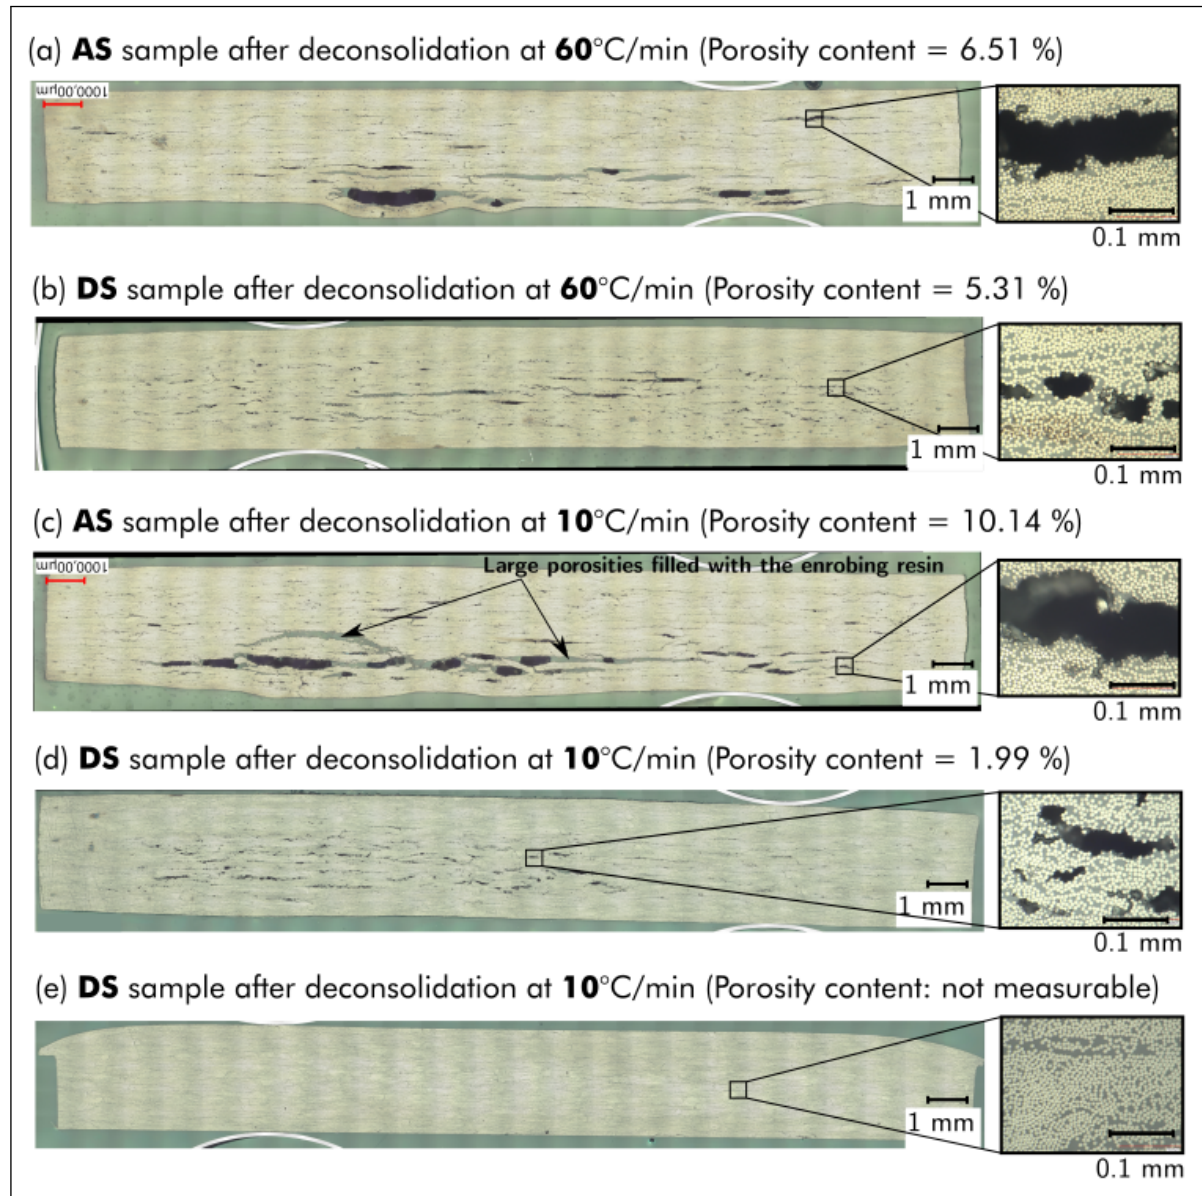 (a) AS sample after deconsolidation at 60°C/min (Porosity content = 6.51 %)
1000,00µm
1 mm
0.1 mm
(b) DS sample after deconsolidation at 60°C/min (Porosity content = 5.31 %)
1 mm
0.1 mm
(c) AS sample after deconsolidation at 10°C/min (Porosity content = 10.14 %)
1000,00µm
Large porosities filled with the enrobing resin
1 mm
0.1 mm
(d) DS sample after deconsolidation at 10°C/min (Porosity content = 1.99 %)
1 mm
0.1 mm
(e) DS sample after deconsolidation at 10°C/min (Porosity content: not measurable)
1 mm
0.1 mm